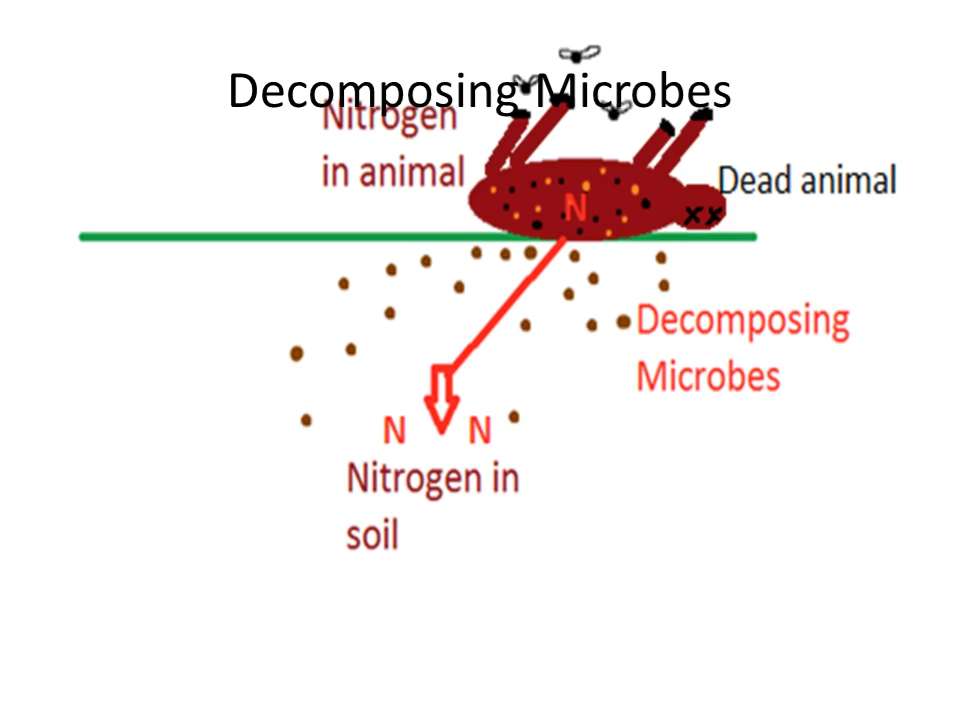 Decomposing Microbes
Nitrogen
in animal
Dead animal
N
Decomposing
Microbes
N N
Nitrogen in
soil